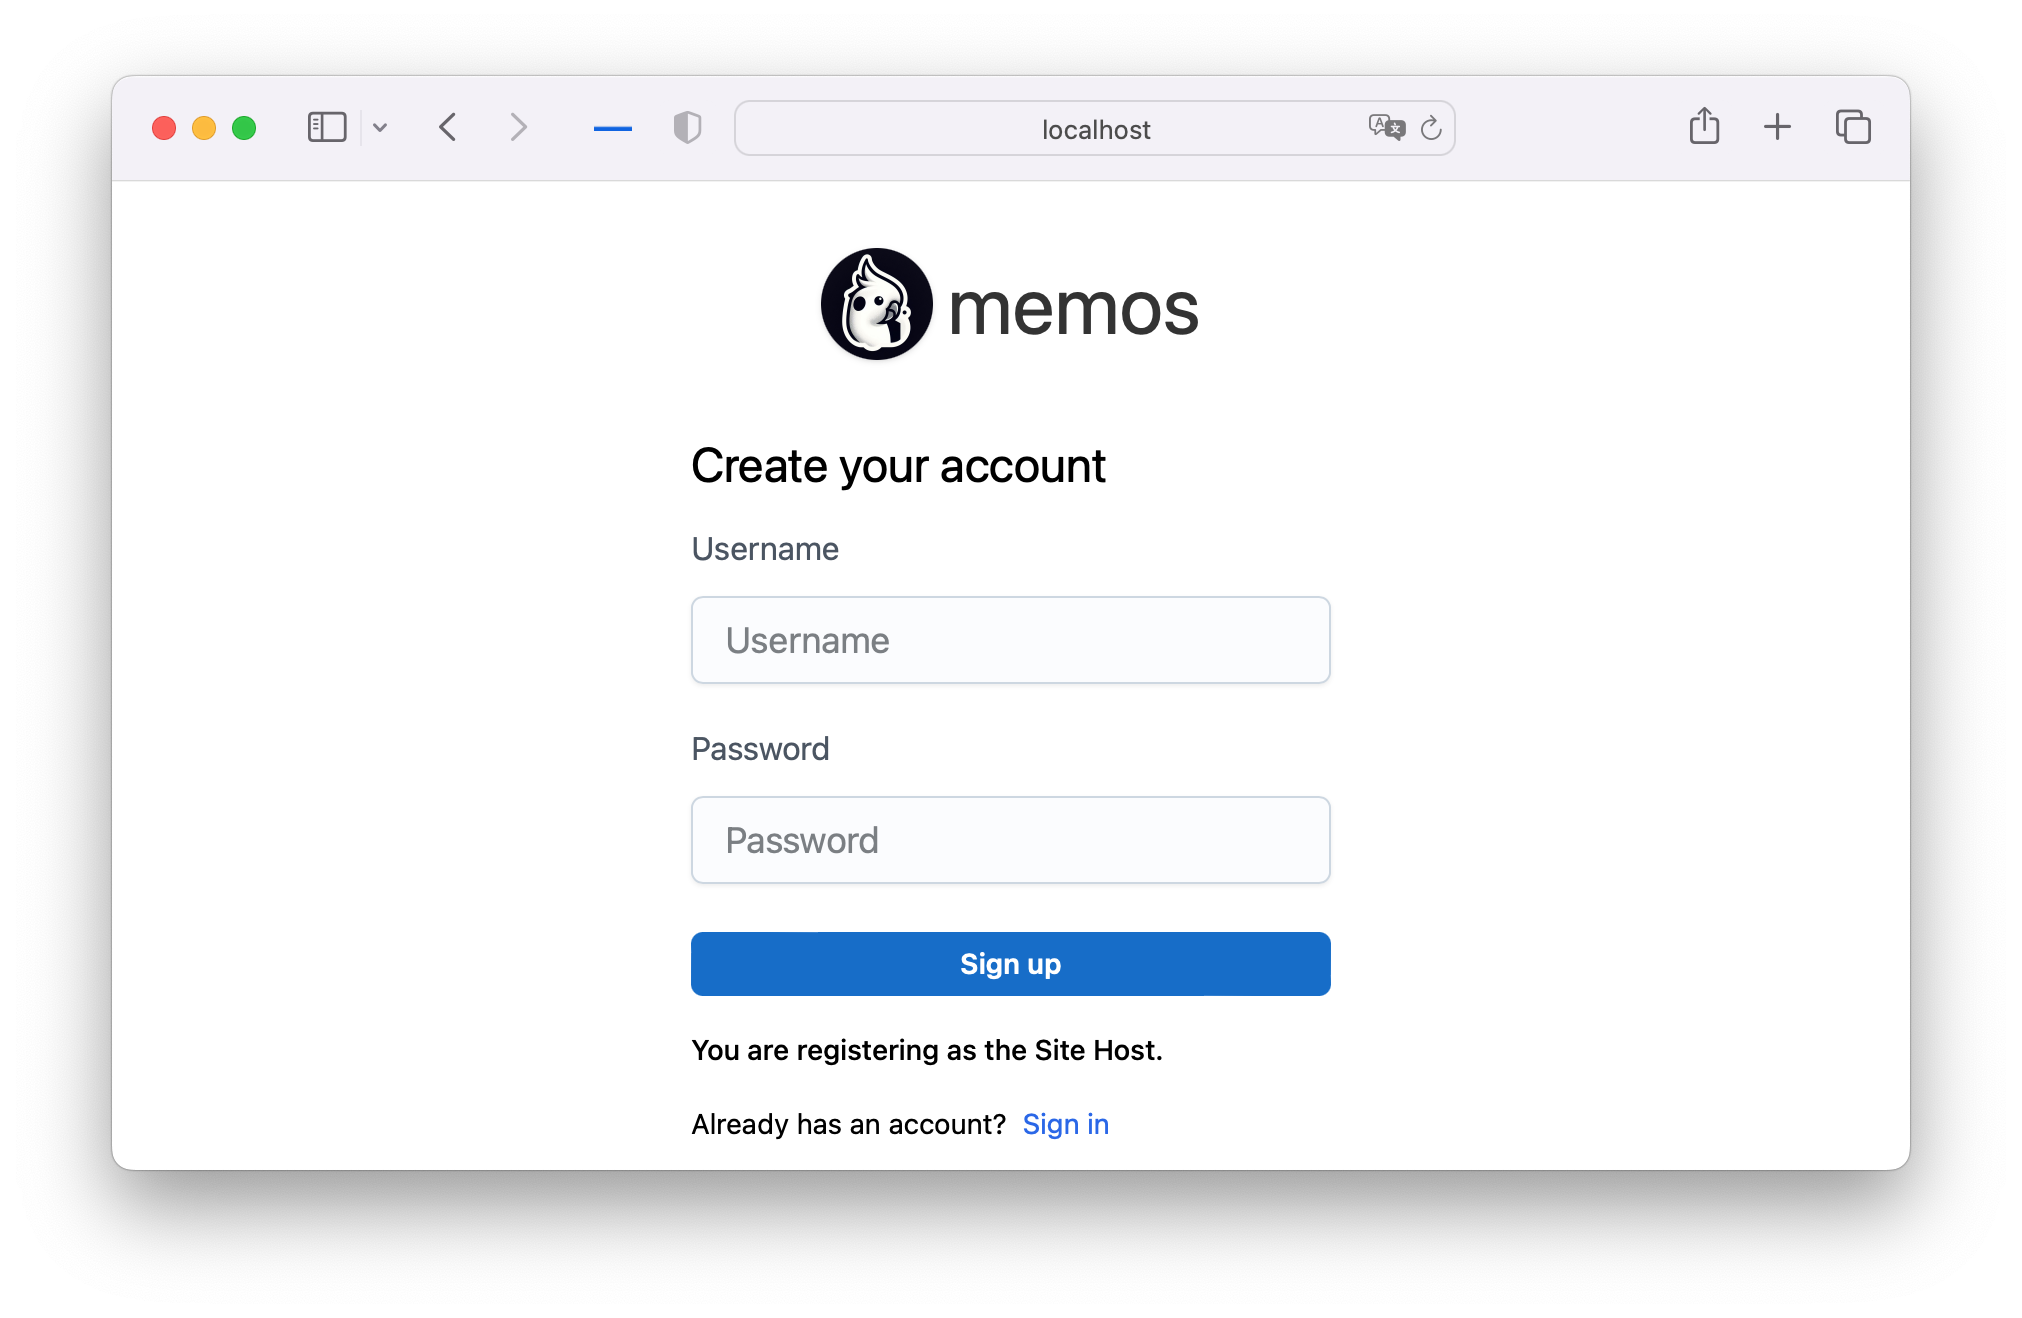 localhost
memos
Create your account
Username
Username
Password
Password
Sign up
You are registering as the Site Host.
Already has an account? Sign in